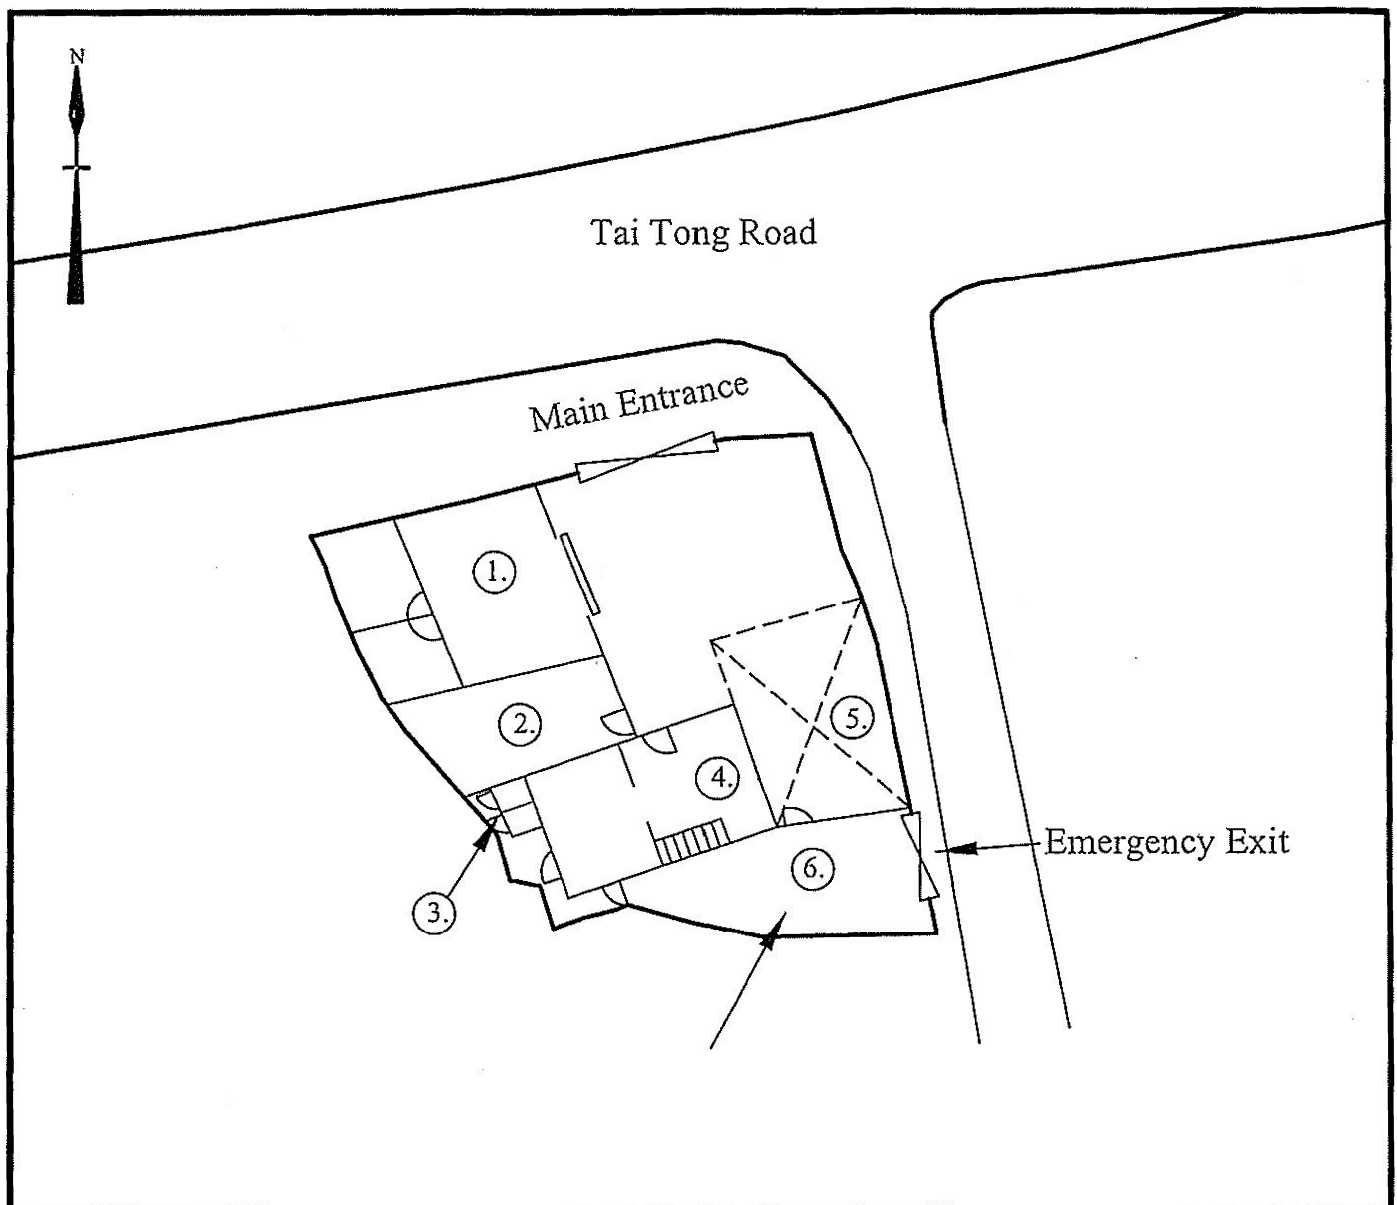 N
Tai Tong Road
Main Entrance
1.
2.
5.
4.
Emergency Exit
6.
3.